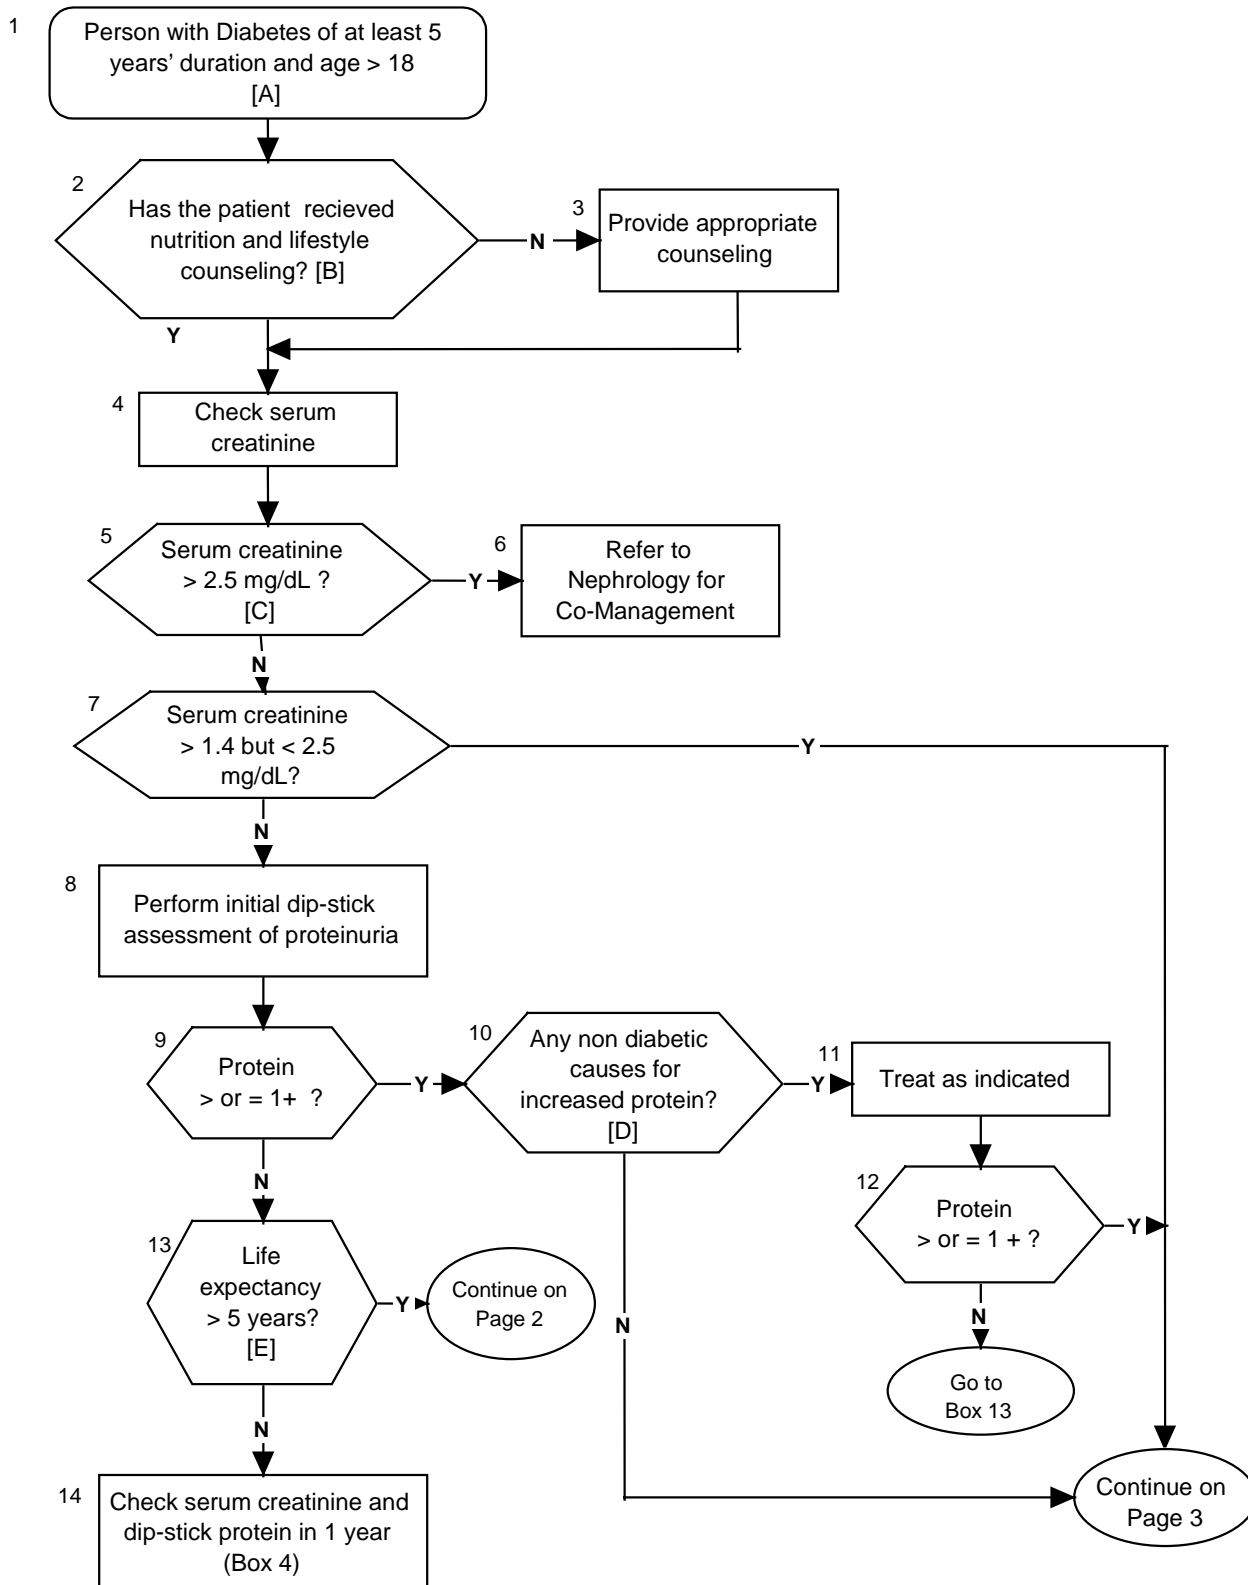 1
Person with Diabetes of at least 5
years’ duration and age > 18
[A]
2
Has the patient recieved
nutrition and lifestyle
counseling? [B]
N
3
Provide appropriate
counseling
Y
4
Check serum
creatinine
5
Serum creatinine
> 2.5 mg/dL ?
[C]
Y
6
Refer to
Nephrology for
Co-Management
N
7
Serum creatinine
> 1.4 but < 2.5
mg/dL?
Y
N
8
Perform initial dip-stick
assessment of proteinuria
9
Protein
> or = 1+ ?
Y
10
Any non diabetic
causes for
increased protein?
[D]
Y
11
Treat as indicated
12
Protein
> or = 1 + ?
Y
N
13
Life
expectancy
> 5 years?
[E]
Y
Continue on
Page 2
N
N
Go to
Box 13
N
14
Check serum creatinine and
dip-stick protein in 1 year
(Box 4)
Continue on
Page 3